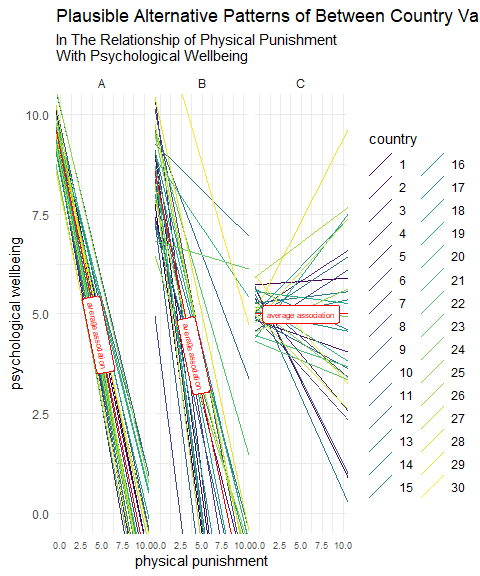 Plausible Alternative Patterns of Between Country Va
In The Relationship of Physical Punishment
With Psychological Wellbeing
A B C
psychological wellbeing
10.0
7.5
5.0
2.5
0.0
average association
average association
average association
0.0 2.5 5.0 7.5 10.0 0.0 2.5 5.0 7.5 10.0 0.0 2.5 5.0 7.5 10.0
physical punishment
country
1 16
2 17
3 18
4 19
5 20
6 21
7 22
8 23
9 24
10 25
11 26
12 27
13 28
14 29
15 30